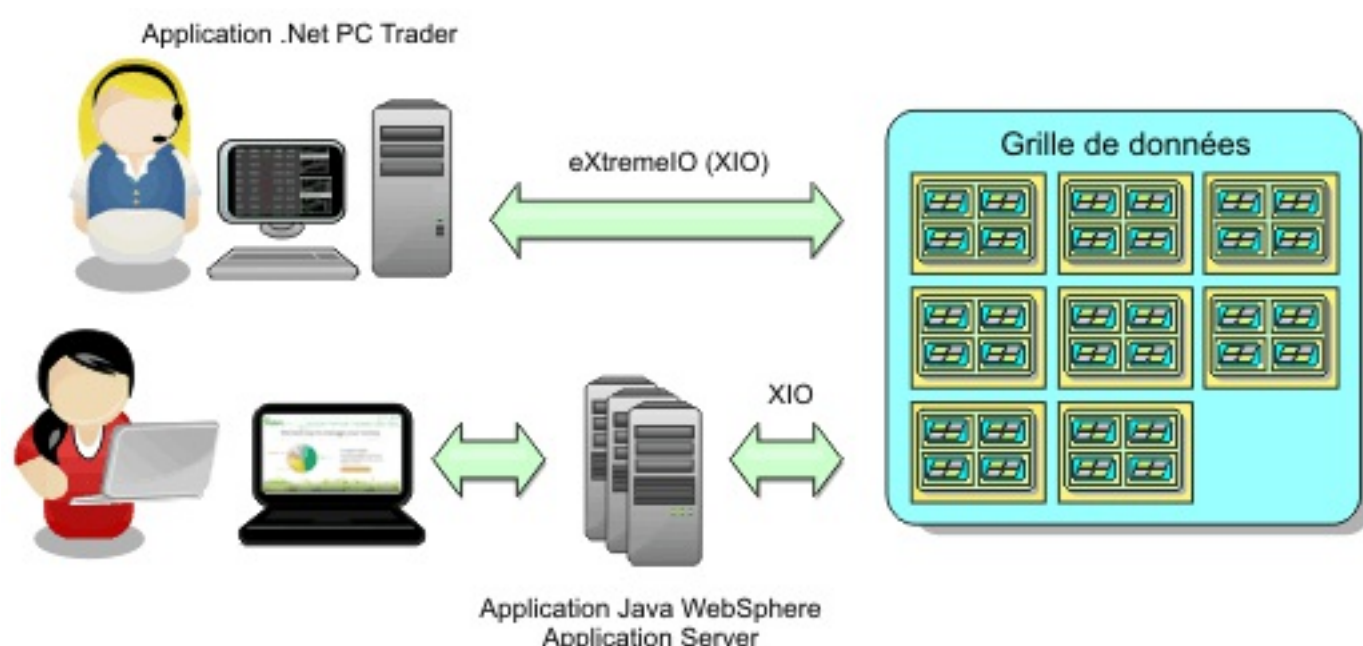 Application .Net PC Trader
eXtremeIO (XIO)
Grille de données
XIO
Application Java WebSphere
Application Server